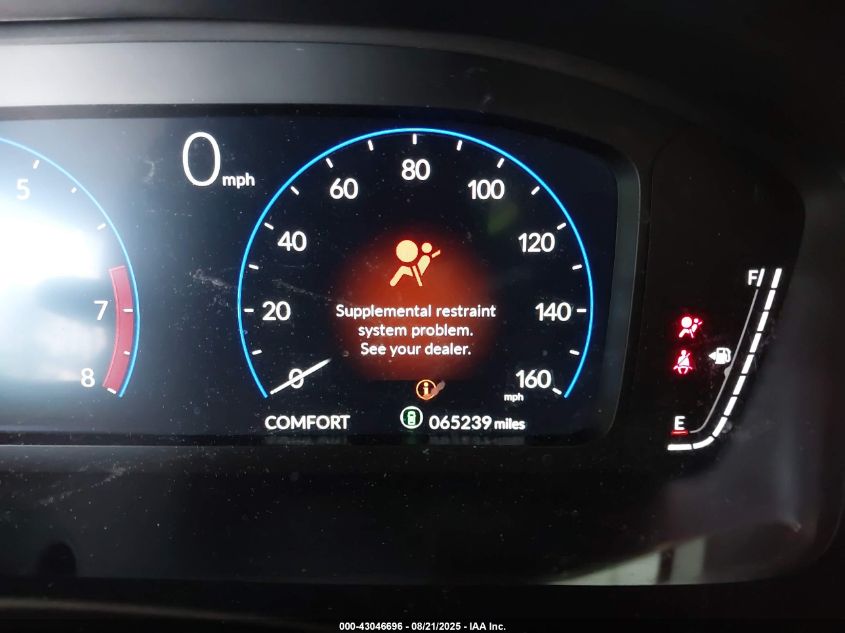 0 mph
5
7
8
0
20
40
60
80
100
120
140
160
mph
Supplemental restraint
system problem.
See your dealer.
COMFORT
065239 miles
F
E
000-43046696 - 08/21/2025 - IAA Inc.